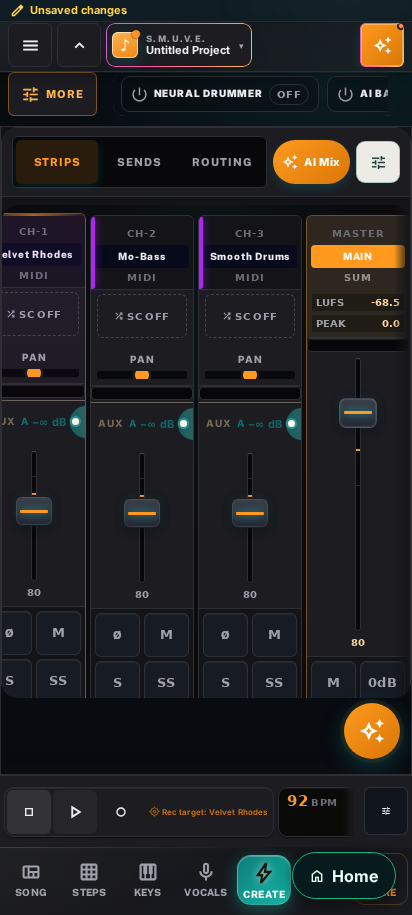 Unsaved changes
S.M.U.V.E.
Untitled Project
MORE
NEURAL DRUMMER OFF
AI BA
STRIPS SENDS ROUTING AI Mix
CH-1 CH-2 CH-3 MASTER
elvet Rhodes Mo-Bass Smooth Drums MAIN
MIDI MIDI MIDI SUM
SC OFF SC OFF SC OFF
LUFS -68.5
PEAK 0.0
PAN PAN PAN
UX A -∞ dB AUX A -∞ dB AUX A -∞ dB
80 80 80 80
Ø M Ø M Ø M
S SS S SS S SS M 0dB
Rec target: Velvet Rhodes
92 BPM
SONG STEPS KEYS VOCALS CREATE Home